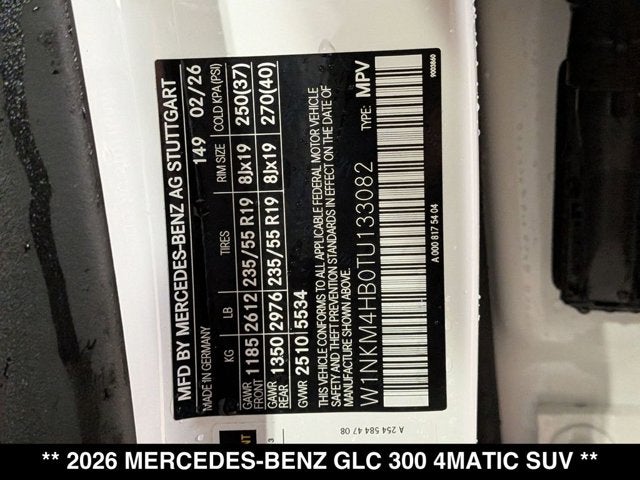 MFD BY MERCEDES-BENZ AG STUTTGART
MADE IN GERMANY 149 02/26
KG LB TIRES RIM SIZE COLD KPA(PSI)
GAWR FRONT 1185 2612 235/55 R19 8Jx19 250(37)
GAWR REAR 1350 2976 235/55 R19 8Jx19 270(40)
GVWR 2510 5534
THIS VEHICLE CONFORMS TO ALL APPLICABLE FEDERAL MOTOR VEHICLE
SAFETY AND THEFT PREVENTION STANDARDS IN EFFECT ON THE DATE OF
MANUFACTURE SHOWN ABOVE.
TYPE: MPV
W1NKM4HB0TU133082
A 000 817 54 04
A 254 584 47 08
** 2026 MERCEDES-BENZ GLC 300 4MATIC SUV **